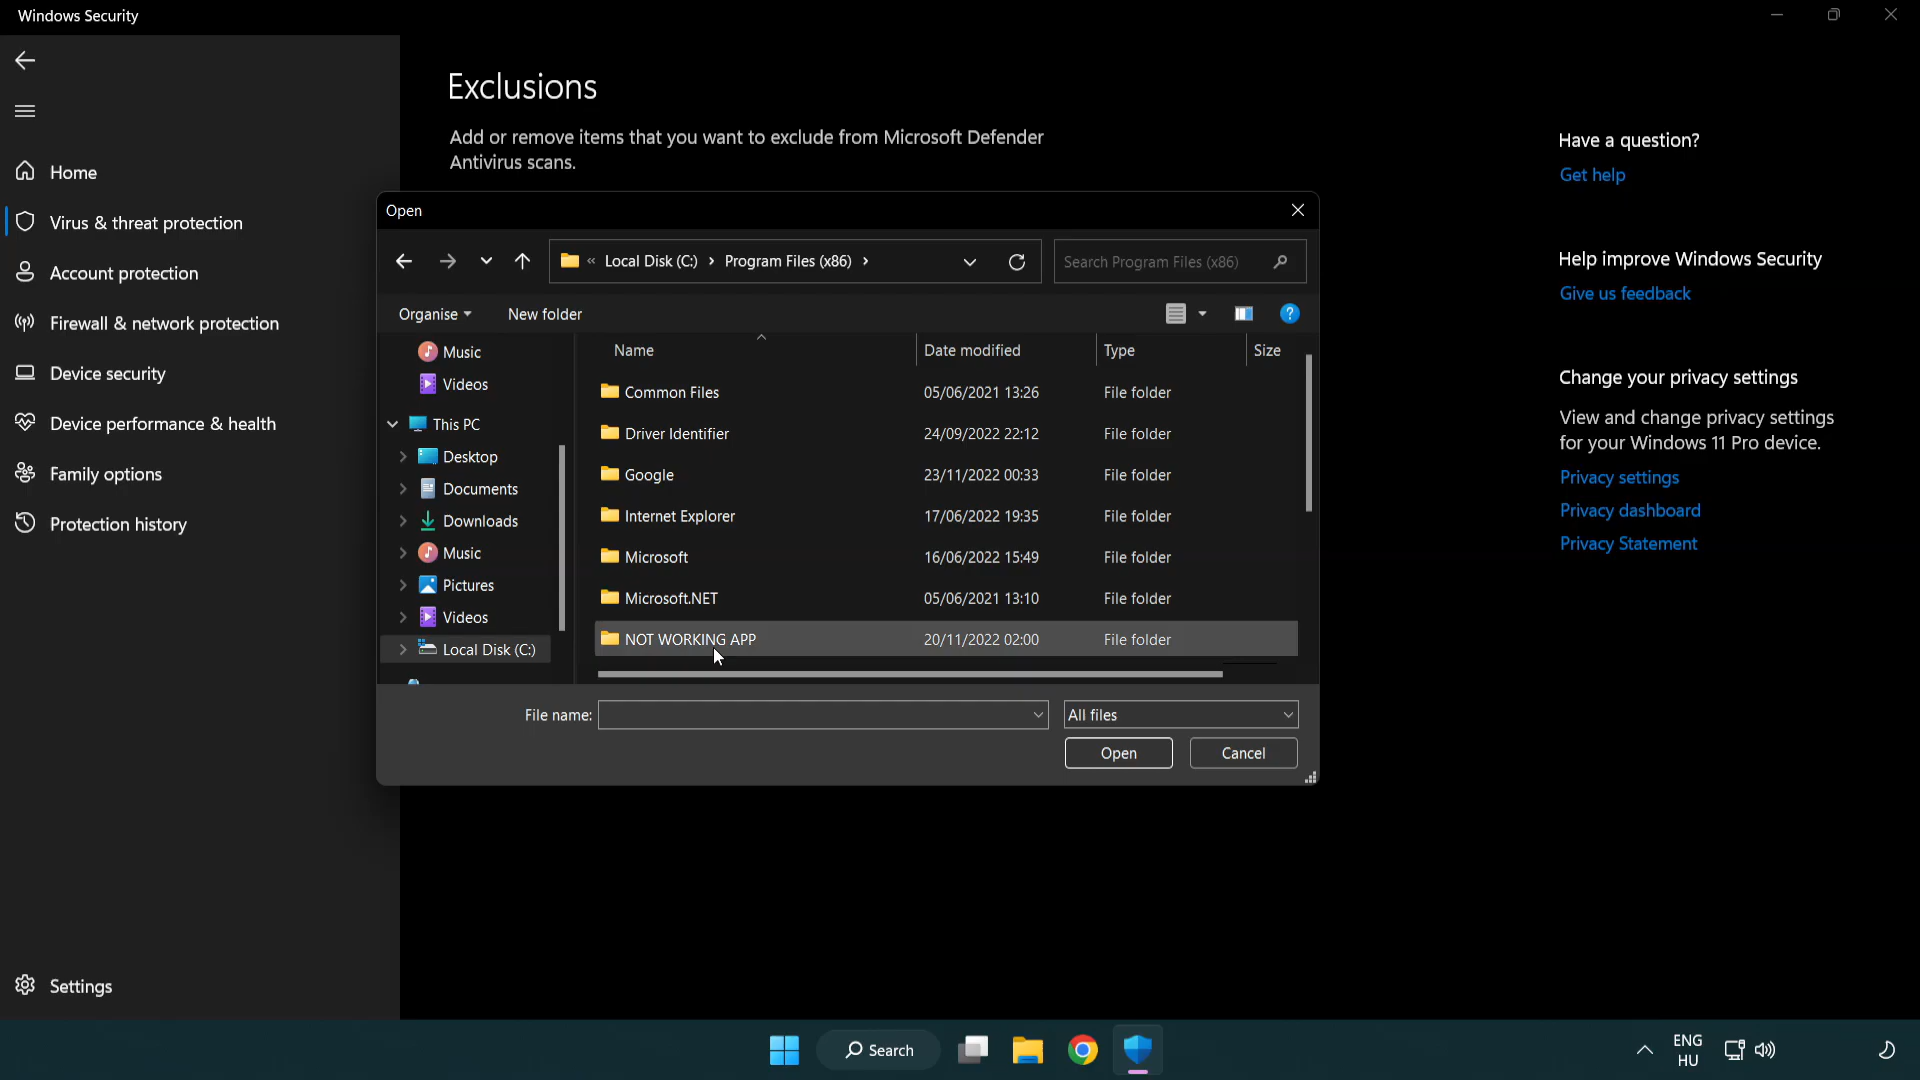 Windows Security
Home
Virus & threat protection
Account protection
Firewall & network protection
Device security
Device performance & health
Family options
Protection history
Settings
Exclusions
Add or remove items that you want to exclude from Microsoft Defender
Antivirus scans.
Open
« Local Disk (C:) > Program Files (x86) >
Search Program Files (x86)
Organise
New folder
?
Music
Videos
This PC
Desktop
Documents
Downloads
Music
Pictures
Videos
Local Disk (C:)
Name Date modified Type Size
Common Files 05/06/2021 13:26 File folder
Driver Identifier 24/09/2022 22:12 File folder
Google 23/11/2022 00:33 File folder
Internet Explorer 17/06/2022 19:35 File folder
Microsoft 16/06/2022 15:49 File folder
Microsoft.NET 05/06/2021 13:10 File folder
NOT WORKING APP 20/11/2022 02:00 File folder
File name:
All files
Open
Cancel
Have a question?
Get help
Help improve Windows Security
Give us feedback
Change your privacy settings
View and change privacy settings
for your Windows 11 Pro device.
Privacy settings
Privacy dashboard
Privacy Statement
Search
ENG
HU